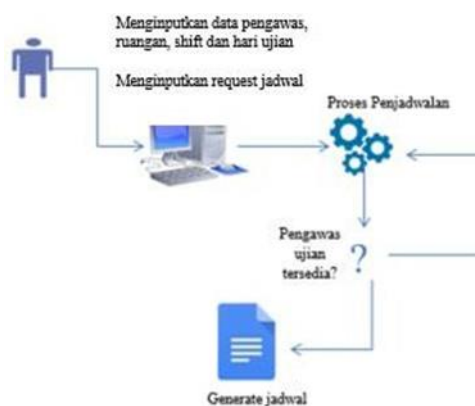 Menginputkan data pengawas,
ruangan, shift dan hari ujian
Menginputkan request jadwal
Proses Penjadwalan
Pengawas
ujian
tersedia?
?
Generate jadwal